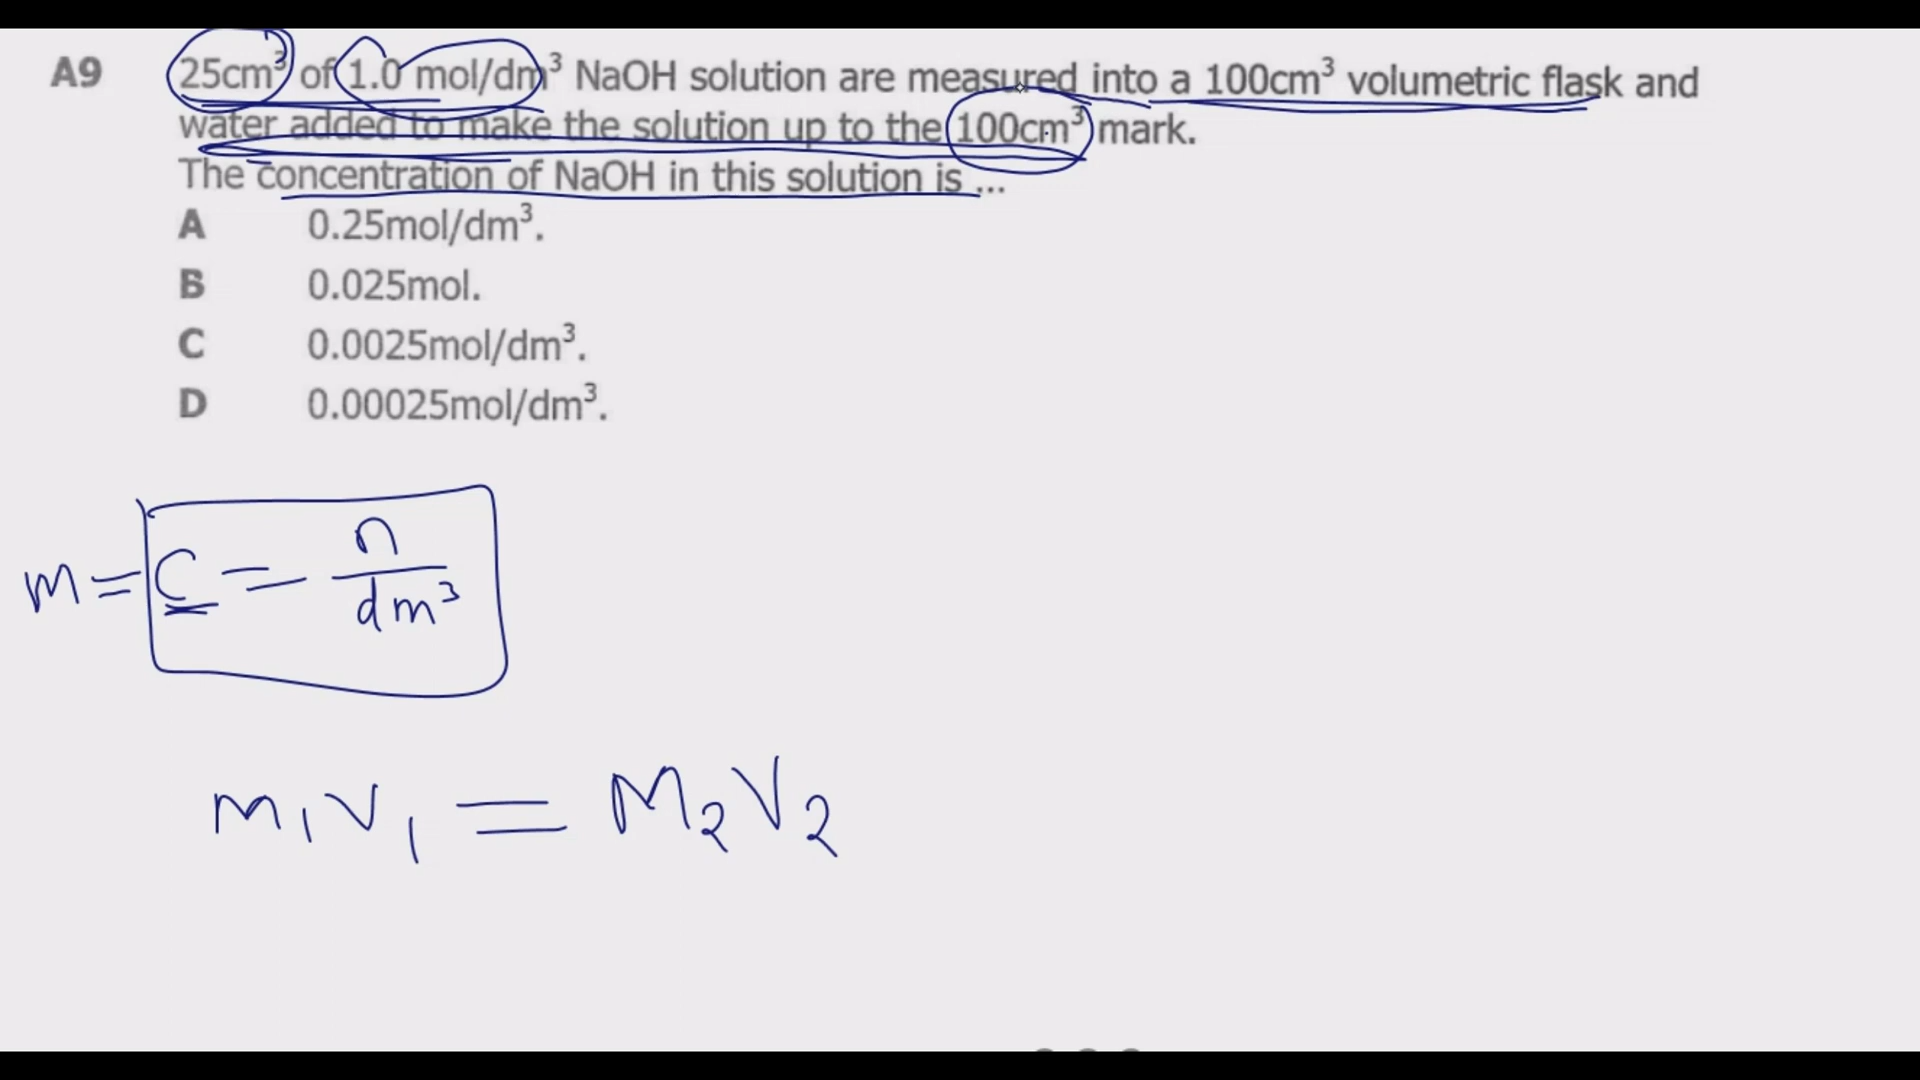 A9 25cm³ of 1.0 mol/dm³ NaOH solution are measured into a 100cm³ volumetric flask and
water added to make the solution up to the 100cm³ mark.
The concentration of NaOH in this solution is ...
A 0.25mol/dm³.
B 0.025mol.
C 0.0025mol/dm³.
D 0.00025mol/dm³.
m = C = n / dm³
m₁V₁ = M₂V₂